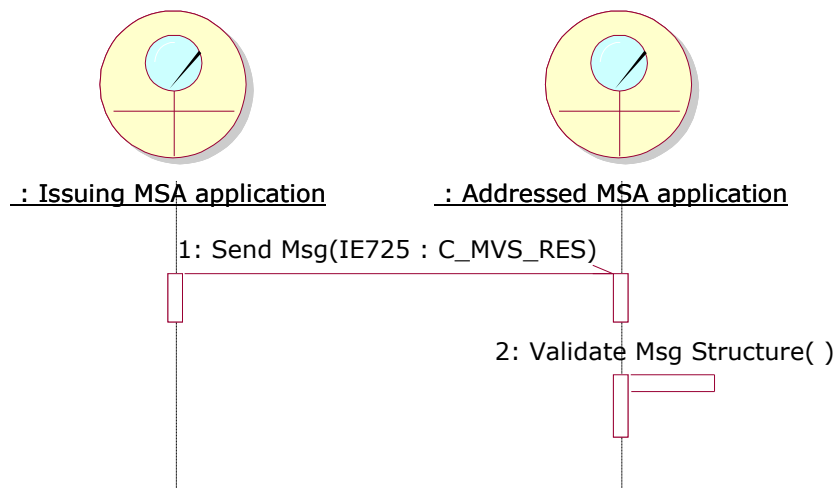 : Issuing MSA application
: Addressed MSA application
1: Send Msg(IE725 : C_MVS_RES)
2: Validate Msg Structure( )